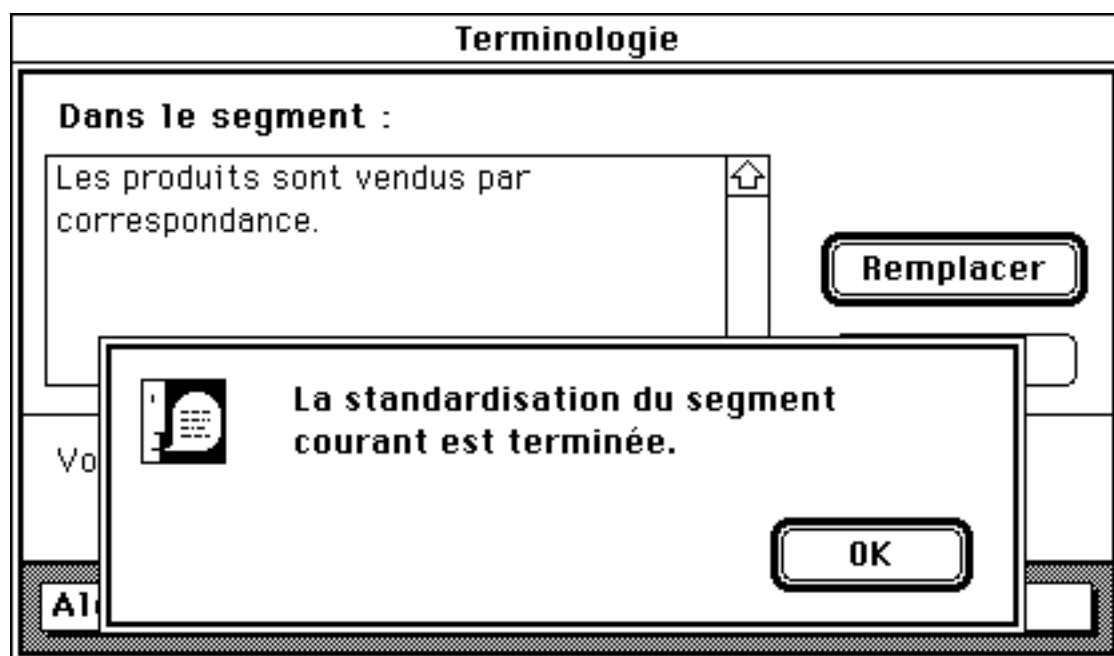 Terminologie
Dans le segment :
Les produits sont vendus par
correspondance.
Remplacer
La standardisation du segment
courant est terminée.
OK